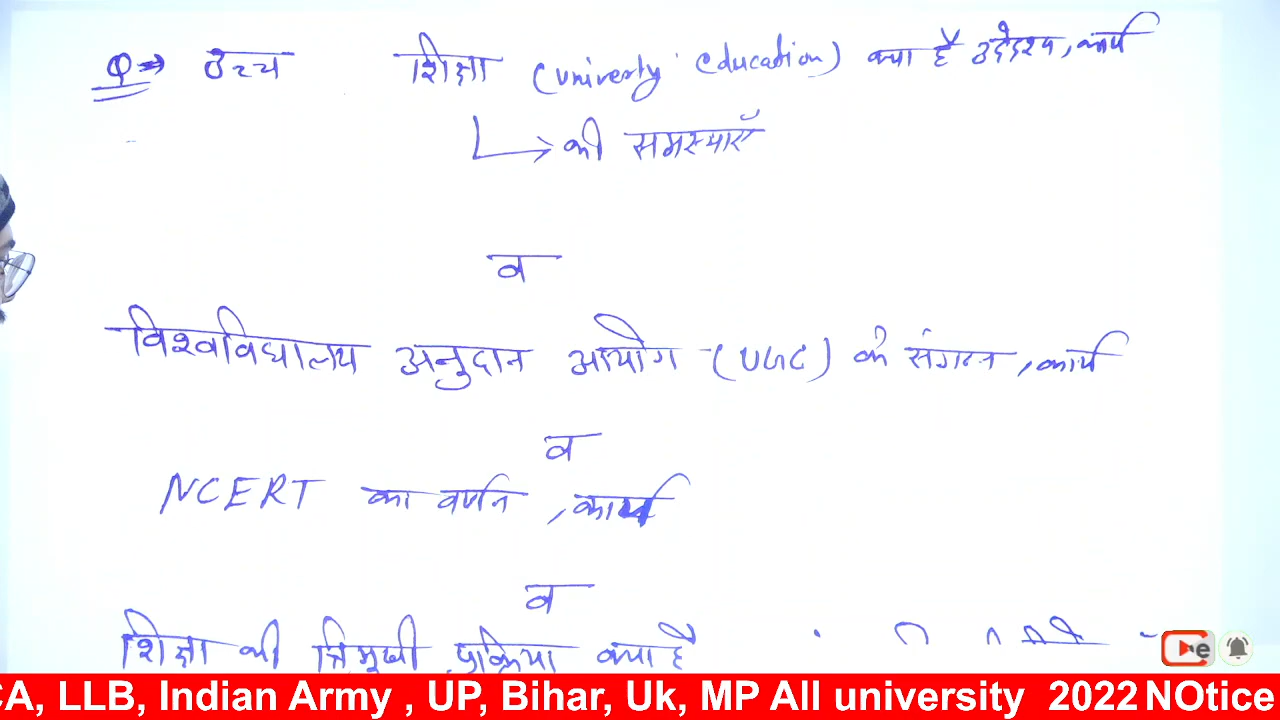 Q⇒ उच्च शिक्षा (univerty education) क्या है उद्देश्य, कार्य
↳ की समस्याएँ
व
विश्वविद्यालय अनुदान आयोग (UGC) के संगठन, कार्य
व
NCERT का वर्णन, कार्य
व
शिक्षा की त्रिमुखी प्रक्रिया क्या है
CA, LLB, Indian Army , UP, Bihar, Uk, MP All university 2022 NOtice